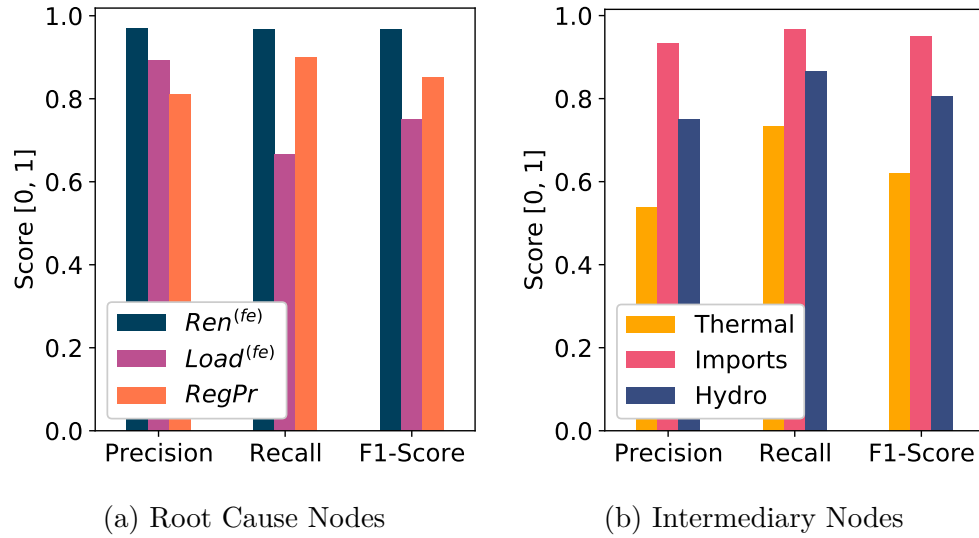 1.0
0.8
0.6
0.4
0.2
0.0
Score [0, 1]
Ren^(fe)
Load^(fe)
RegPr
Precision Recall F1-Score
(a) Root Cause Nodes
1.0
0.8
0.6
0.4
0.2
0.0
Score [0, 1]
Thermal
Imports
Hydro
Precision Recall F1-Score
(b) Intermediary Nodes